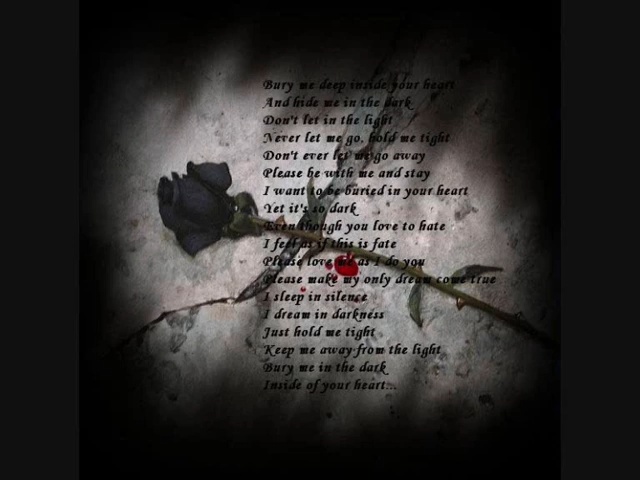 Bury me deep inside your heart
And hide me in the dark
Don't let in the light
Never let me go, hold me tight
Don't ever let me go away
Please be with me and stay
I want to be buried in your heart
Yet it's so dark
Even though you love to hate
I feel as if this is fate
Please love me as I do you
Please make my only dream come true
I sleep in silence
I dream in darkness
Just hold me tight
Keep me away from the light
Bury me in the dark
Inside of your heart...